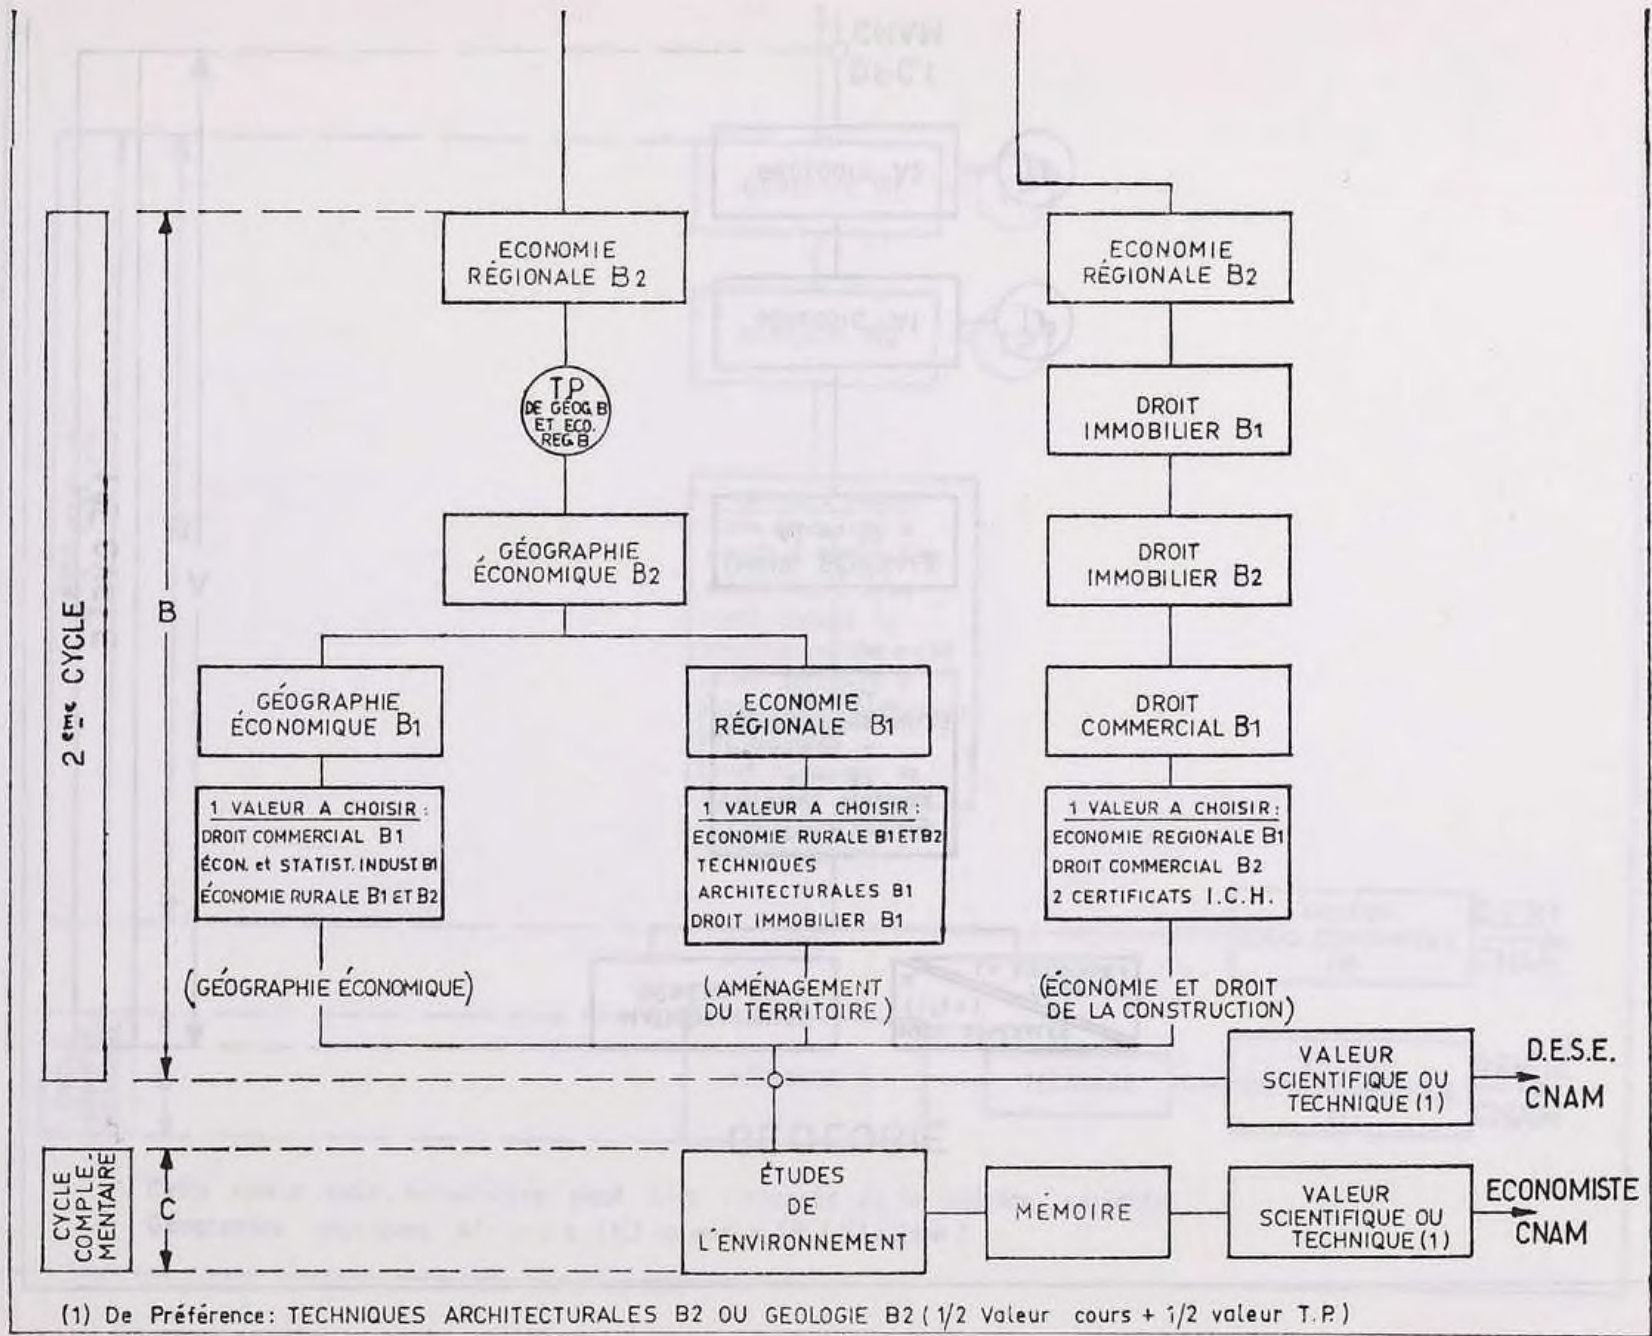 ECONOMIE
RÉGIONALE B2
ECONOMIE
RÉGIONALE B2
TP
DE GÉOG. B
ET ECO.
REG. B
DROIT
IMMOBILIER B1
GÉOGRAPHIE
ÉCONOMIQUE B2
DROIT
IMMOBILIER B2
2ème CYCLE
B
GÉOGRAPHIE
ÉCONOMIQUE B1
ECONOMIE
RÉGIONALE B1
DROIT
COMMERCIAL B1
1 VALEUR A CHOISIR :
DROIT COMMERCIAL B1
ÉCON. et STATIST. INDUST B1
ÉCONOMIE RURALE B1 ET B2
1 VALEUR A CHOISIR :
ECONOMIE RURALE B1 ET B2
TECHNIQUES
ARCHITECTURALES B1
DROIT IMMOBILIER B1
1 VALEUR A CHOISIR :
ECONOMIE REGIONALE B1
DROIT COMMERCIAL B2
2 CERTIFICATS I.C.H.
(GÉOGRAPHIE ÉCONOMIQUE)
(AMÉNAGEMENT
DU TERRITOIRE)
(ÉCONOMIE ET DROIT
DE LA CONSTRUCTION)
VALEUR
SCIENTIFIQUE OU
TECHNIQUE (1)
D.E.S.E.
CNAM
CYCLE
COMPLE-
MENTAIRE
C
ÉTUDES
DE
L'ENVIRONNEMENT
MÉMOIRE
VALEUR
SCIENTIFIQUE OU
TECHNIQUE (1)
ECONOMISTE
CNAM
(1) De Préférence: TECHNIQUES ARCHITECTURALES B2 OU GEOLOGIE B2 (1/2 Valeur cours + 1/2 valeur T.P.)